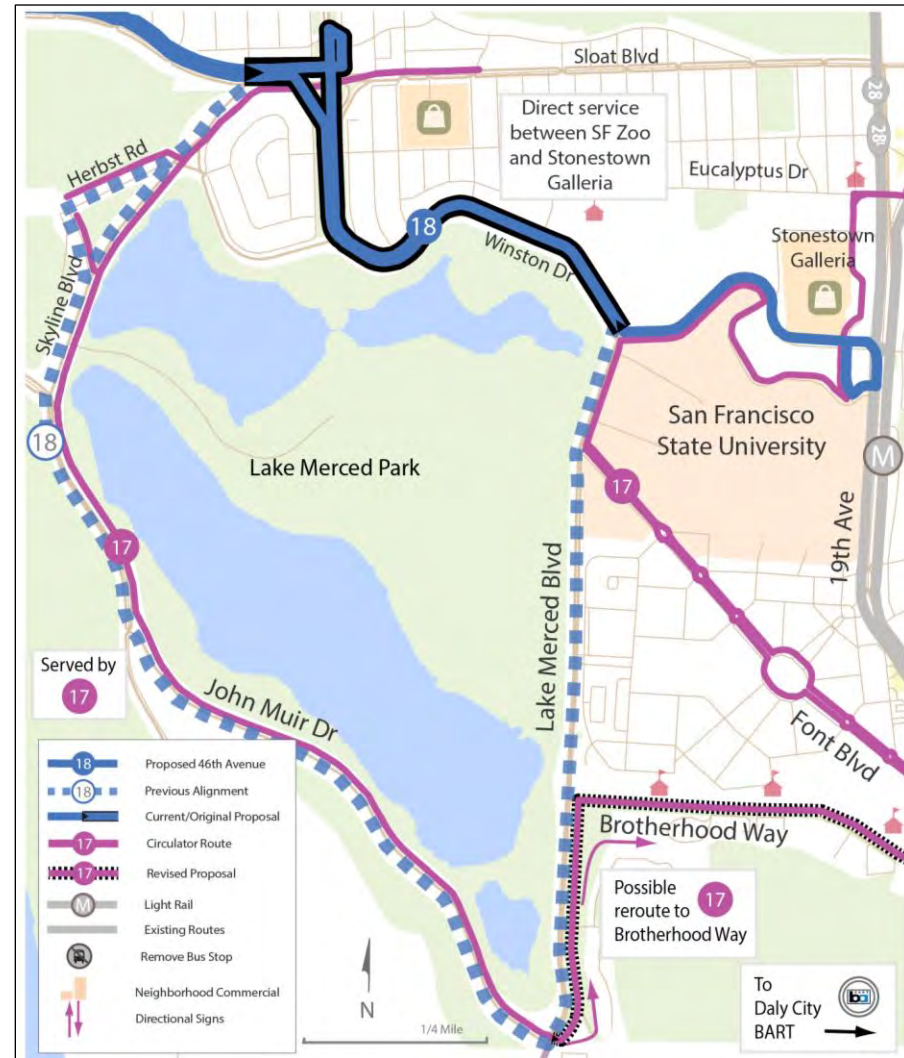 Sloat Blvd
28
28R
Direct service
between SF Zoo
and Stonestown
Galleria
Herbst Rd
Eucalyptus Dr
18
Winston Dr
Stonestown
Galleria
Skyline Blvd
18
San Francisco
State University
M
Lake Merced Park
17
17
19th Ave
Lake Merced Blvd
Served by
17
John Muir Dr
Font Blvd
18 Proposed 46th Avenue
18 Previous Alignment
Current/Original Proposal
17 Circulator Route
17 Revised Proposal
M Light Rail
Existing Routes
Remove Bus Stop
Neighborhood Commercial
Directional Signs
Brotherhood Way
Possible 17
reroute to
Brotherhood Way
N
1/4 Mile
To
Daly City
BART
ba